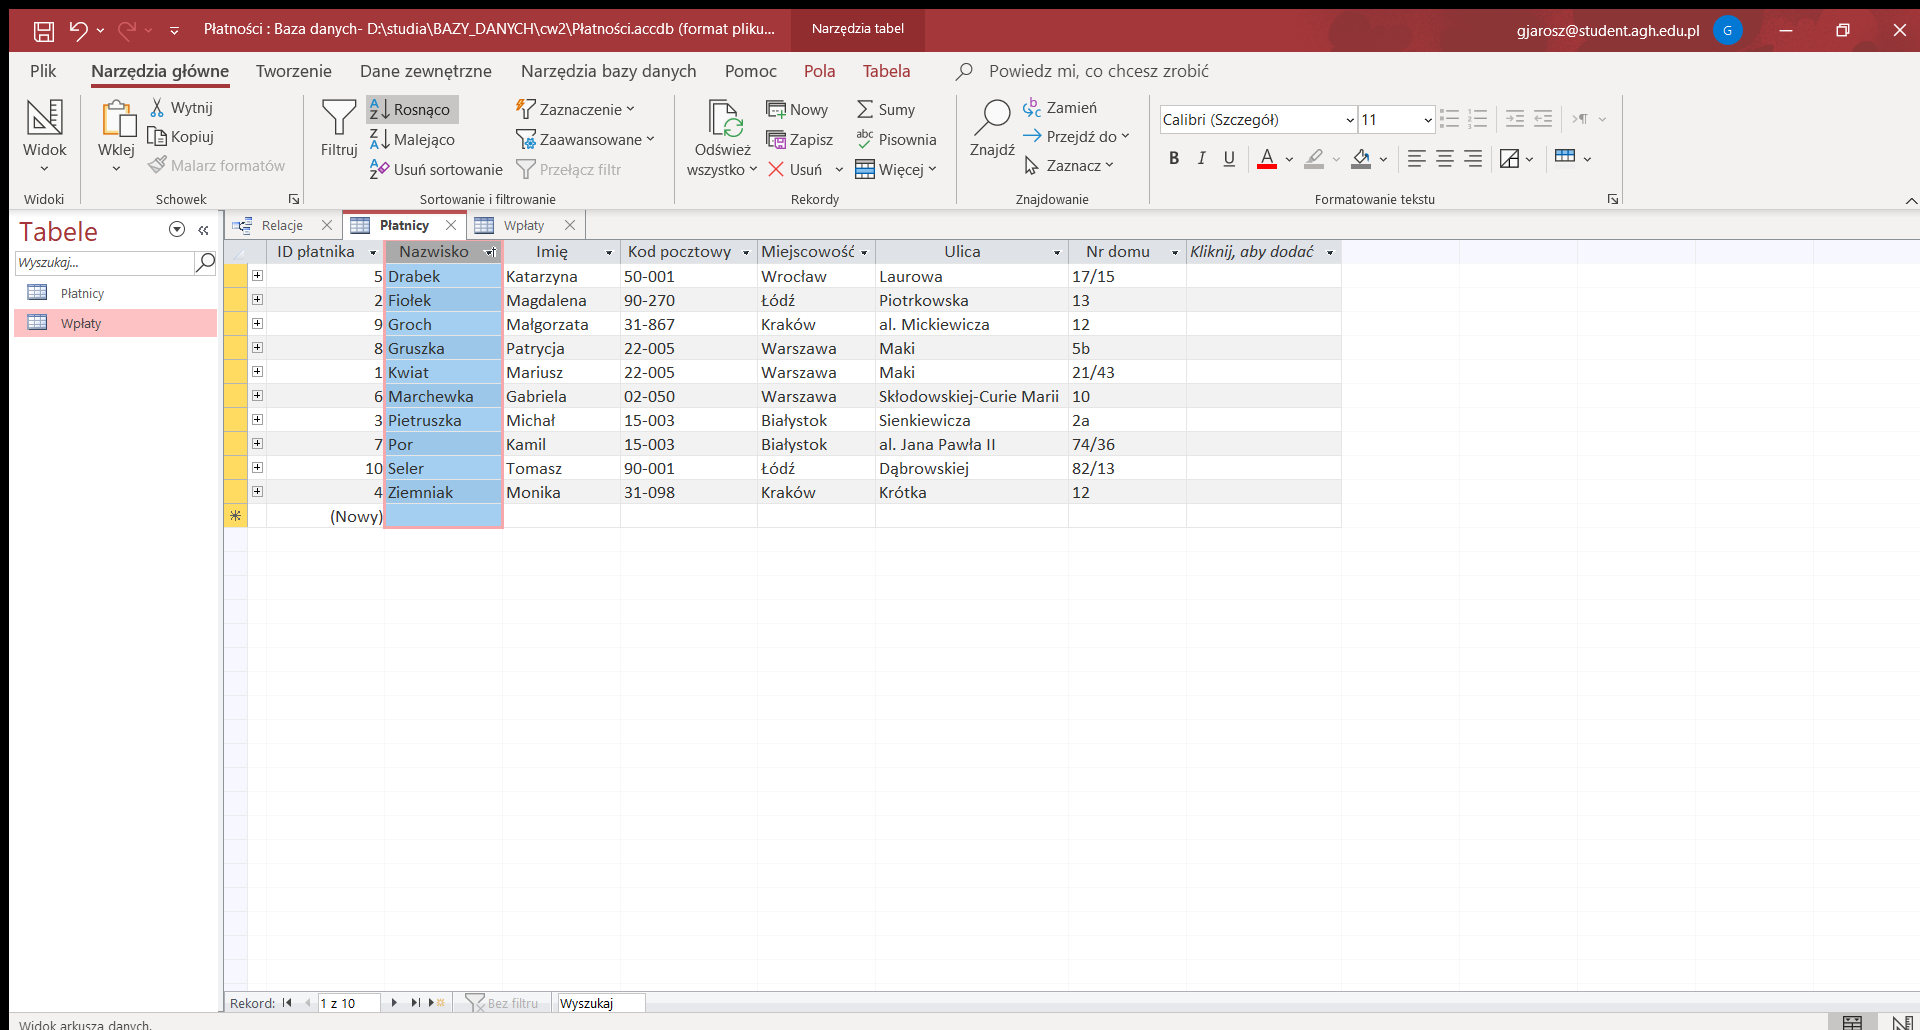 Płatności : Baza danych- D:\studia\BAZY_DANYCH\cw2\Płatności.accdb (format pliku...
Narzędzia tabel
gjarosz@student.agh.edu.pl
G
Plik
Narzędzia główne
Tworzenie
Dane zewnętrzne
Narzędzia bazy danych
Pomoc
Pola
Tabela
Powiedz mi, co chcesz zrobić
Widok
Widoki
Wklej
Wytnij
Kopiuj
Malarz formatów
Schowek
Filtruj
Rosnąco
Malejąco
Usuń sortowanie
Zaznaczenie
Zaawansowane
Przełącz filtr
Sortowanie i filtrowanie
Odśwież
wszystko
Nowy
Zapisz
Usuń
Sumy
Pisownia
Więcej
Rekordy
Znajdź
Zamień
Przejdź do
Zaznacz
Znajdowanie
Calibri (Szczegół)
11
B I U A
Formatowanie tekstu
Tabele
Wyszukaj...
Płatnicy
Wpłaty
Relacje
Płatnicy
Wpłaty
ID płatnika Nazwisko Imię Kod pocztowy Miejscowość Ulica Nr domu Kliknij, aby dodać
5 Drabek Katarzyna 50-001 Wrocław Laurowa 17/15
2 Fiołek Magdalena 90-270 Łódź Piotrkowska 13
9 Groch Małgorzata 31-867 Kraków al. Mickiewicza 12
8 Gruszka Patrycja 22-005 Warszawa Maki 5b
1 Kwiat Mariusz 22-005 Warszawa Maki 21/43
6 Marchewka Gabriela 02-050 Warszawa Skłodowskiej-Curie Marii 10
3 Pietruszka Michał 15-003 Białystok Sienkiewicza 2a
7 Por Kamil 15-003 Białystok al. Jana Pawła II 74/36
10 Seler Tomasz 90-001 Łódź Dąbrowskiej 82/13
4 Ziemniak Monika 31-098 Kraków Krótka 12
(Nowy)
Rekord: 1 z 10 Bez filtru Wyszukaj
Widok arkusza danych.